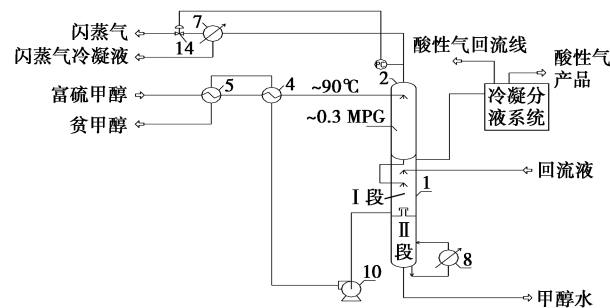 闪蒸气
14
7
闪蒸气冷凝液
富硫甲醇
5
4
~90℃
贫甲醇
PC
2
~0.3 MPG
酸性气回流线
酸性气
产品
冷凝分
液系统
回流液
Ⅰ段
1
Ⅱ
段
10
8
甲醇水